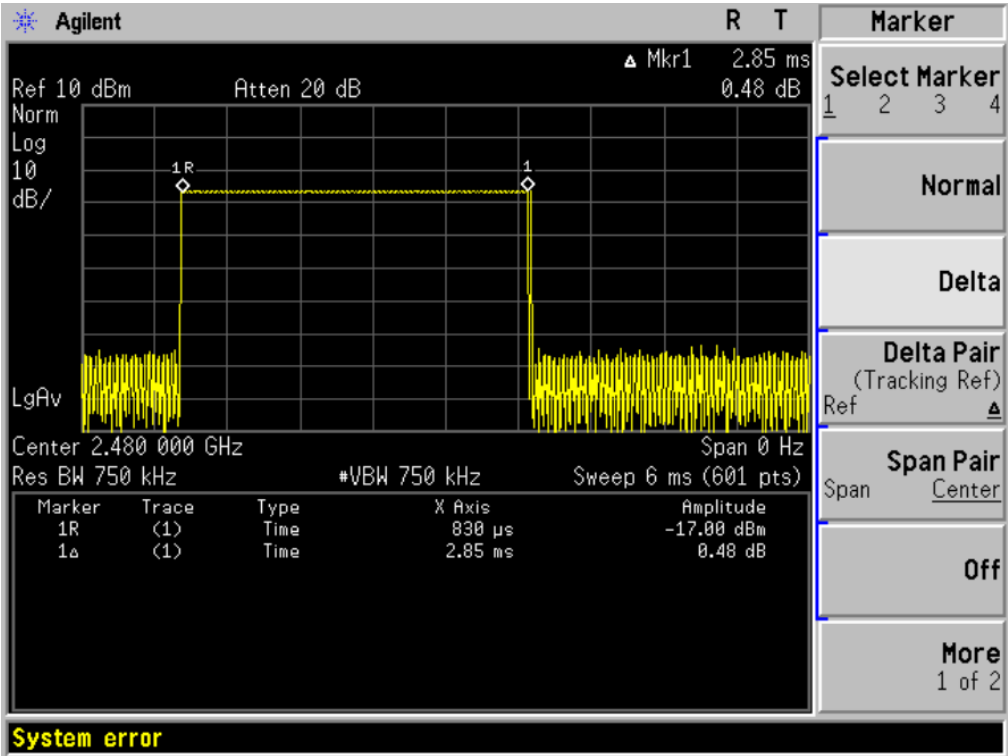 Agilent R T Marker
Δ Mkr1 2.85 ms
Ref 10 dBm Atten 20 dB 0.48 dB
Norm
Log
10
dB/
1R 1
LgAv
Center 2.480 000 GHz Span 0 Hz
Res BW 750 kHz #VBW 750 kHz Sweep 6 ms (601 pts)
Marker Trace Type X Axis Amplitude
1R (1) Time 830 µs -17.00 dBm
1Δ (1) Time 2.85 ms 0.48 dB
Select Marker
1 2 3 4
Normal
Delta
Delta Pair
(Tracking Ref)
Ref Δ
Span Pair
Span Center
Off
More
1 of 2
System error